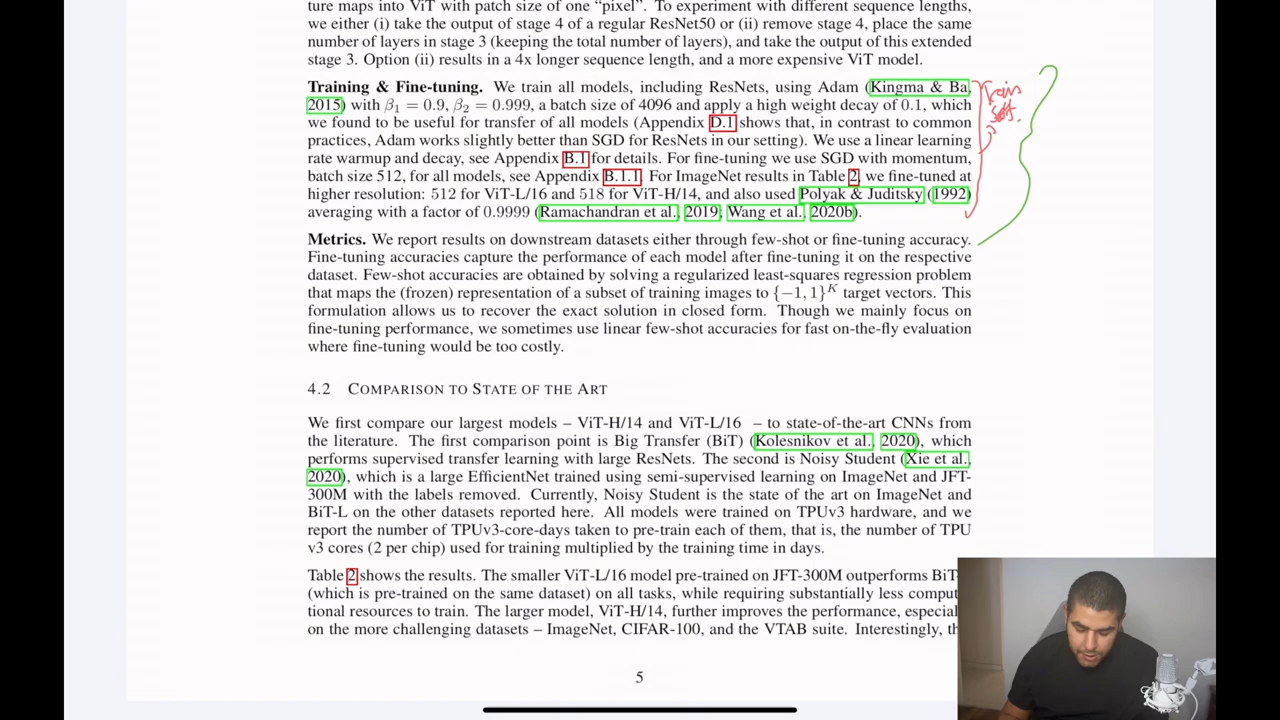 ture maps into ViT with patch size of one “pixel”. To experiment with different sequence lengths,
we either (i) take the output of stage 4 of a regular ResNet50 or (ii) remove stage 4, place the same
number of layers in stage 3 (keeping the total number of layers), and take the output of this extended
stage 3. Option (ii) results in a 4x longer sequence length, and a more expensive ViT model.
Training & Fine-tuning. We train all models, including ResNets, using Adam (Kingma & Ba,
2015) with β₁ = 0.9, β₂ = 0.999, a batch size of 4096 and apply a high weight decay of 0.1, which
we found to be useful for transfer of all models (Appendix D.1 shows that, in contrast to common
practices, Adam works slightly better than SGD for ResNets in our setting). We use a linear learning
rate warmup and decay, see Appendix B.1 for details. For fine-tuning we use SGD with momentum,
batch size 512, for all models, see Appendix B.1.1. For ImageNet results in Table 2, we fine-tuned at
higher resolution: 512 for ViT-L/16 and 518 for ViT-H/14, and also used Polyak & Juditsky (1992)
averaging with a factor of 0.9999 (Ramachandran et al., 2019; Wang et al., 2020b).
Metrics. We report results on downstream datasets either through few-shot or fine-tuning accuracy.
Fine-tuning accuracies capture the performance of each model after fine-tuning it on the respective
dataset. Few-shot accuracies are obtained by solving a regularized least-squares regression problem
that maps the (frozen) representation of a subset of training images to {−1, 1}ᴷ target vectors. This
formulation allows us to recover the exact solution in closed form. Though we mainly focus on
fine-tuning performance, we sometimes use linear few-shot accuracies for fast on-the-fly evaluation
where fine-tuning would be too costly.
4.2 COMPARISON TO STATE OF THE ART
We first compare our largest models – ViT-H/14 and ViT-L/16 – to state-of-the-art CNNs from
the literature. The first comparison point is Big Transfer (BiT) (Kolesnikov et al., 2020), which
performs supervised transfer learning with large ResNets. The second is Noisy Student (Xie et al.,
2020), which is a large EfficientNet trained using semi-supervised learning on ImageNet and JFT-
300M with the labels removed. Currently, Noisy Student is the state of the art on ImageNet and
BiT-L on the other datasets reported here. All models were trained on TPUv3 hardware, and we
report the number of TPUv3-core-days taken to pre-train each of them, that is, the number of TPU
v3 cores (2 per chip) used for training multiplied by the training time in days.
Table 2 shows the results. The smaller ViT-L/16 model pre-trained on JFT-300M outperforms BiT-
(which is pre-trained on the same dataset) on all tasks, while requiring substantially less comput
tional resources to train. The larger model, ViT-H/14, further improves the performance, especial
on the more challenging datasets – ImageNet, CIFAR-100, and the VTAB suite. Interestingly, th
5